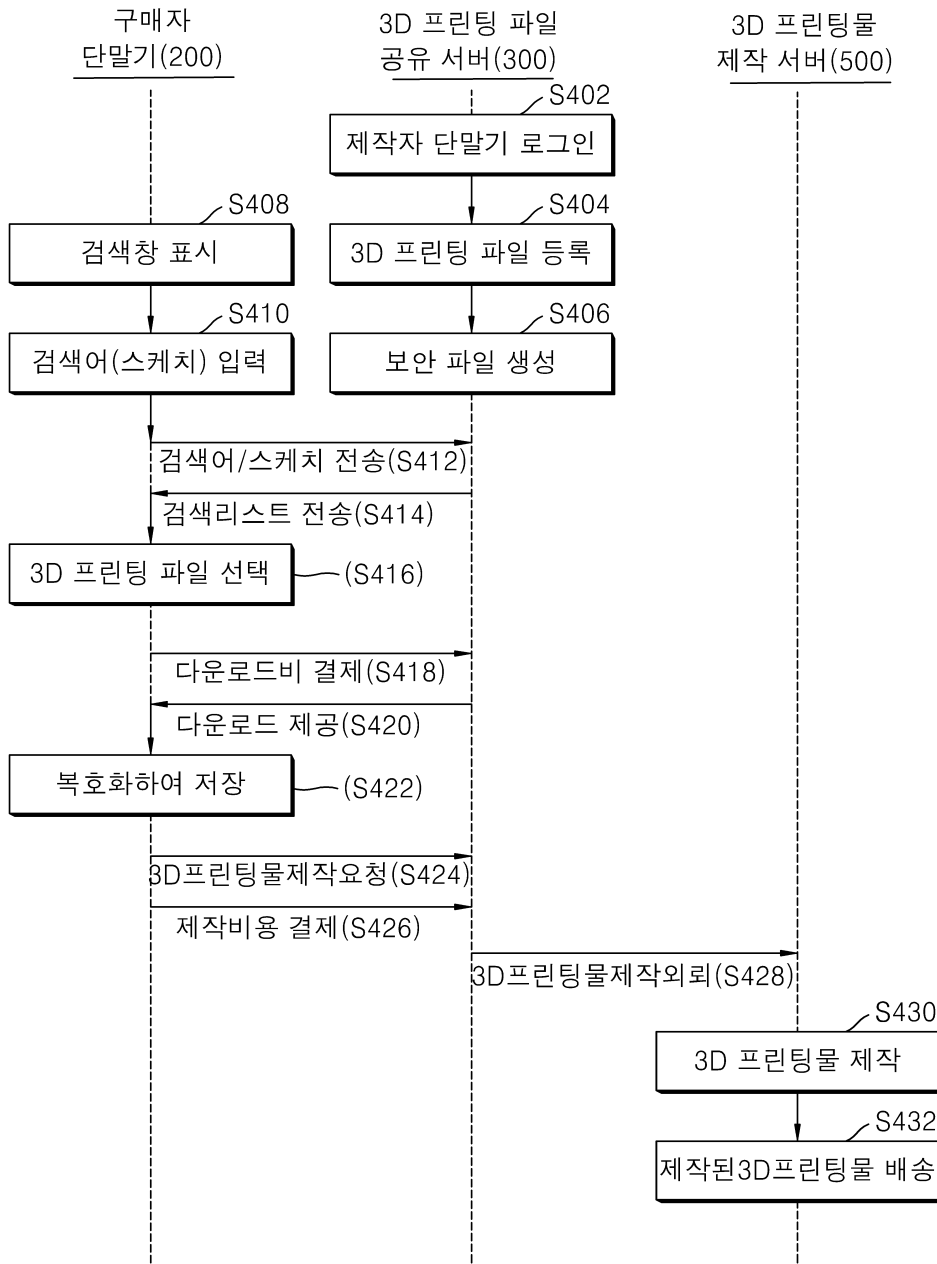 구매자
단말기(200)
3D 프린팅 파일
공유 서버(300)
3D 프린팅물
제작 서버(500)
S402
제작자 단말기 로그인
S408
검색창 표시
S404
3D 프린팅 파일 등록
S410
검색어(스케치) 입력
S406
보안 파일 생성
검색어/스케치 전송(S412)
검색리스트 전송(S414)
3D 프린팅 파일 선택
(S416)
다운로드비 결제(S418)
다운로드 제공(S420)
복호화하여 저장
(S422)
3D프린팅물제작요청(S424)
제작비용 결제(S426)
3D프린팅물제작외뢰(S428)
S430
3D 프린팅물 제작
S432
제작된3D프린팅물 배송